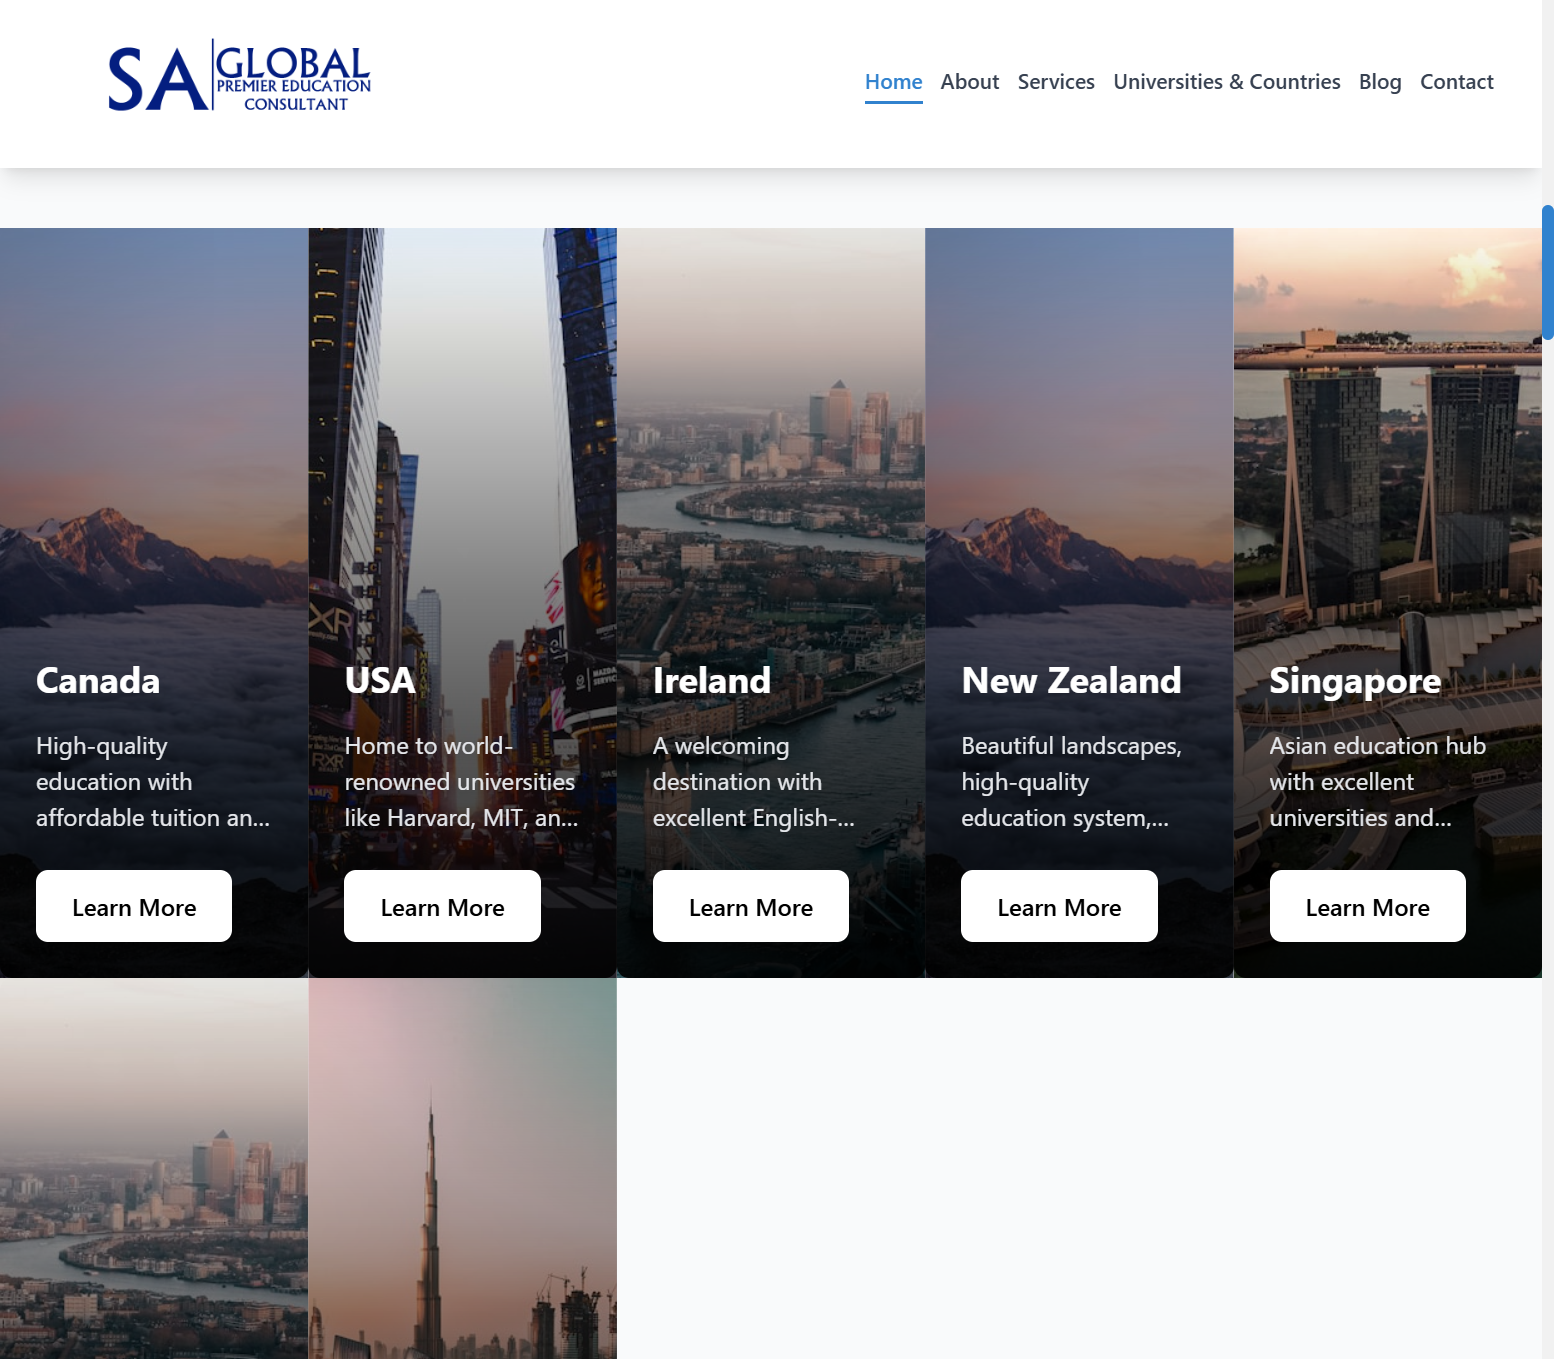 SA GLOBAL
PREMIER EDUCATION
CONSULTANT
Home About Services Universities & Countries Blog Contact
Canada
High-quality
education with
affordable tuition an...
Learn More
USA
Home to world-
renowned universities
like Harvard, MIT, an...
Learn More
Ireland
A welcoming
destination with
excellent English-...
Learn More
New Zealand
Beautiful landscapes,
high-quality
education system,...
Learn More
Singapore
Asian education hub
with excellent
universities and...
Learn More
XR
RXR